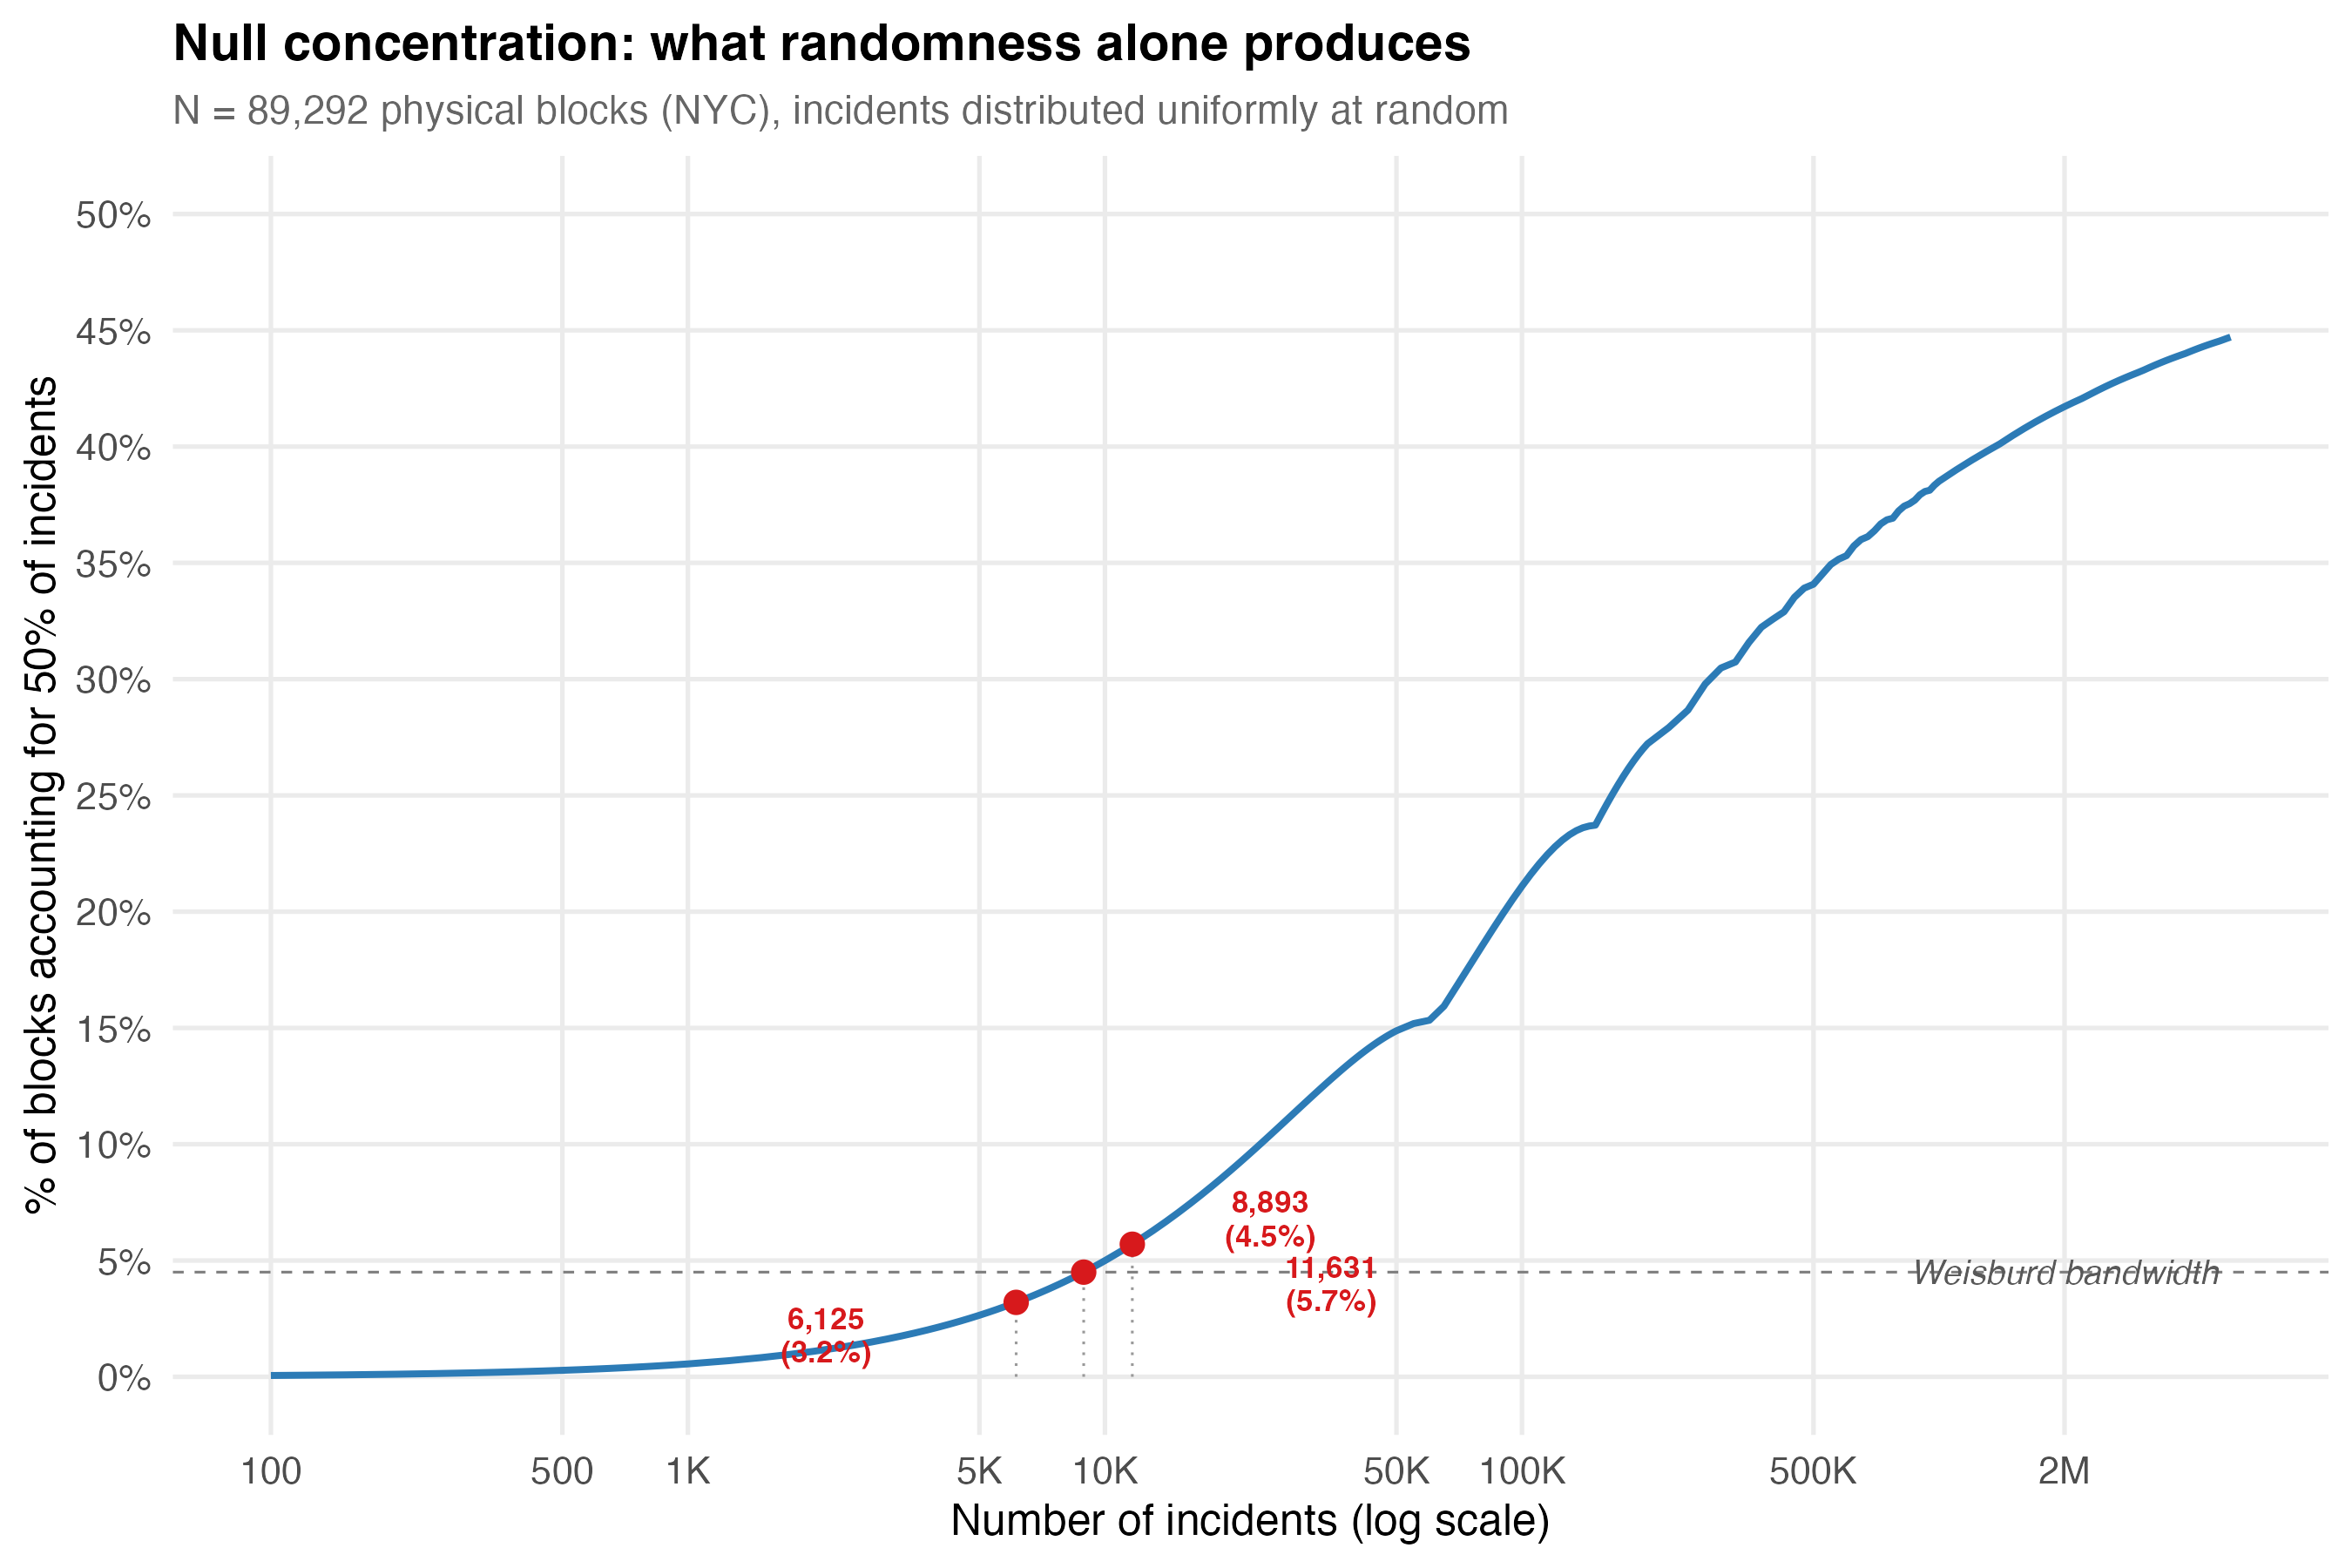 Null concentration: what randomness alone produces
N = 89,292 physical blocks (NYC), incidents distributed uniformly at random
% of blocks accounting for 50% of incidents
50%
45%
40%
35%
30%
25%
20%
15%
10%
5%
0%
8,893
(4.5%)
11,631
(5.7%)
Weisburd bandwidth
6,125
(3.2%)
100
500
1K
5K
10K
50K
100K
500K
2M
Number of incidents (log scale)